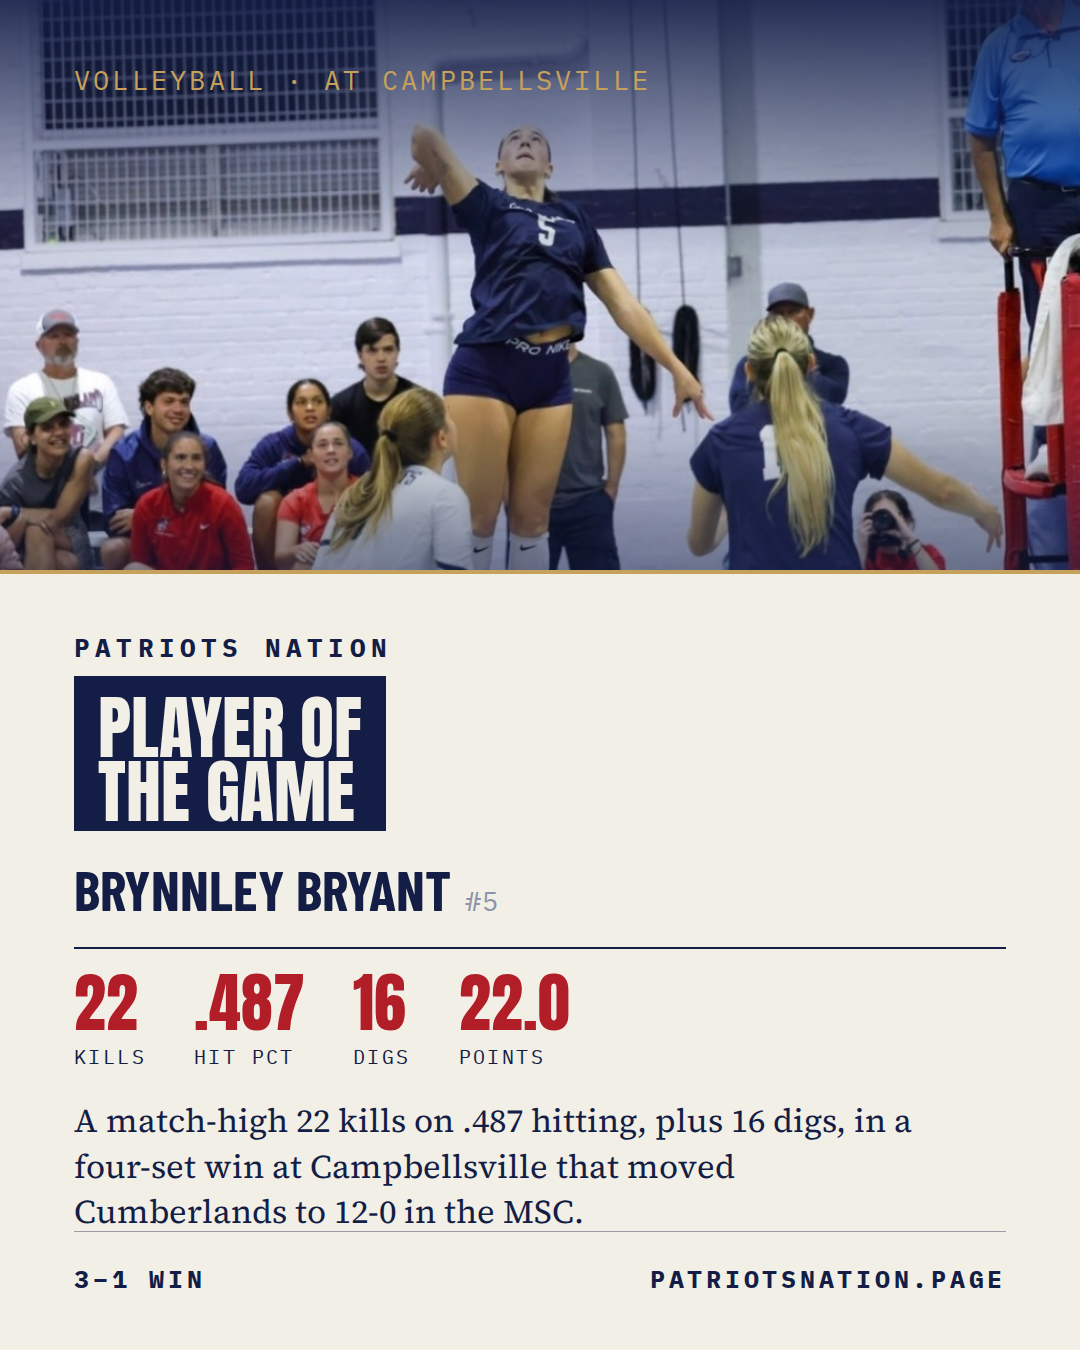 VOLLEYBALL · AT CAMPBELLSVILLE
5
PRO NIKE
PATRIOTS NATION
PLAYER OF
THE GAME
BRYNNLEY BRYANT #5
22 .487 16 22.0
KILLS HIT PCT DIGS POINTS
A match-high 22 kills on .487 hitting, plus 16 digs, in a
four-set win at Campbellsville that moved
Cumberlands to 12-0 in the MSC.
3–1 WIN PATRIOTSNATION.PAGE